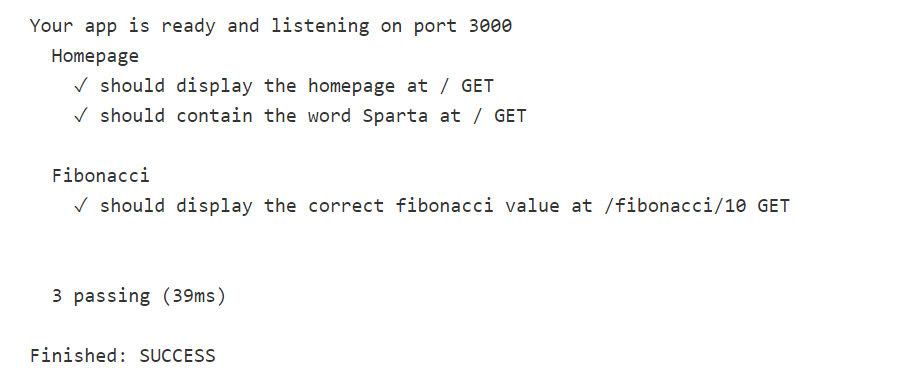 Your app is ready and listening on port 3000
Homepage
✓ should display the homepage at / GET
✓ should contain the word Sparta at / GET
Fibonacci
✓ should display the correct fibonacci value at /fibonacci/10 GET
3 passing (39ms)
Finished: SUCCESS